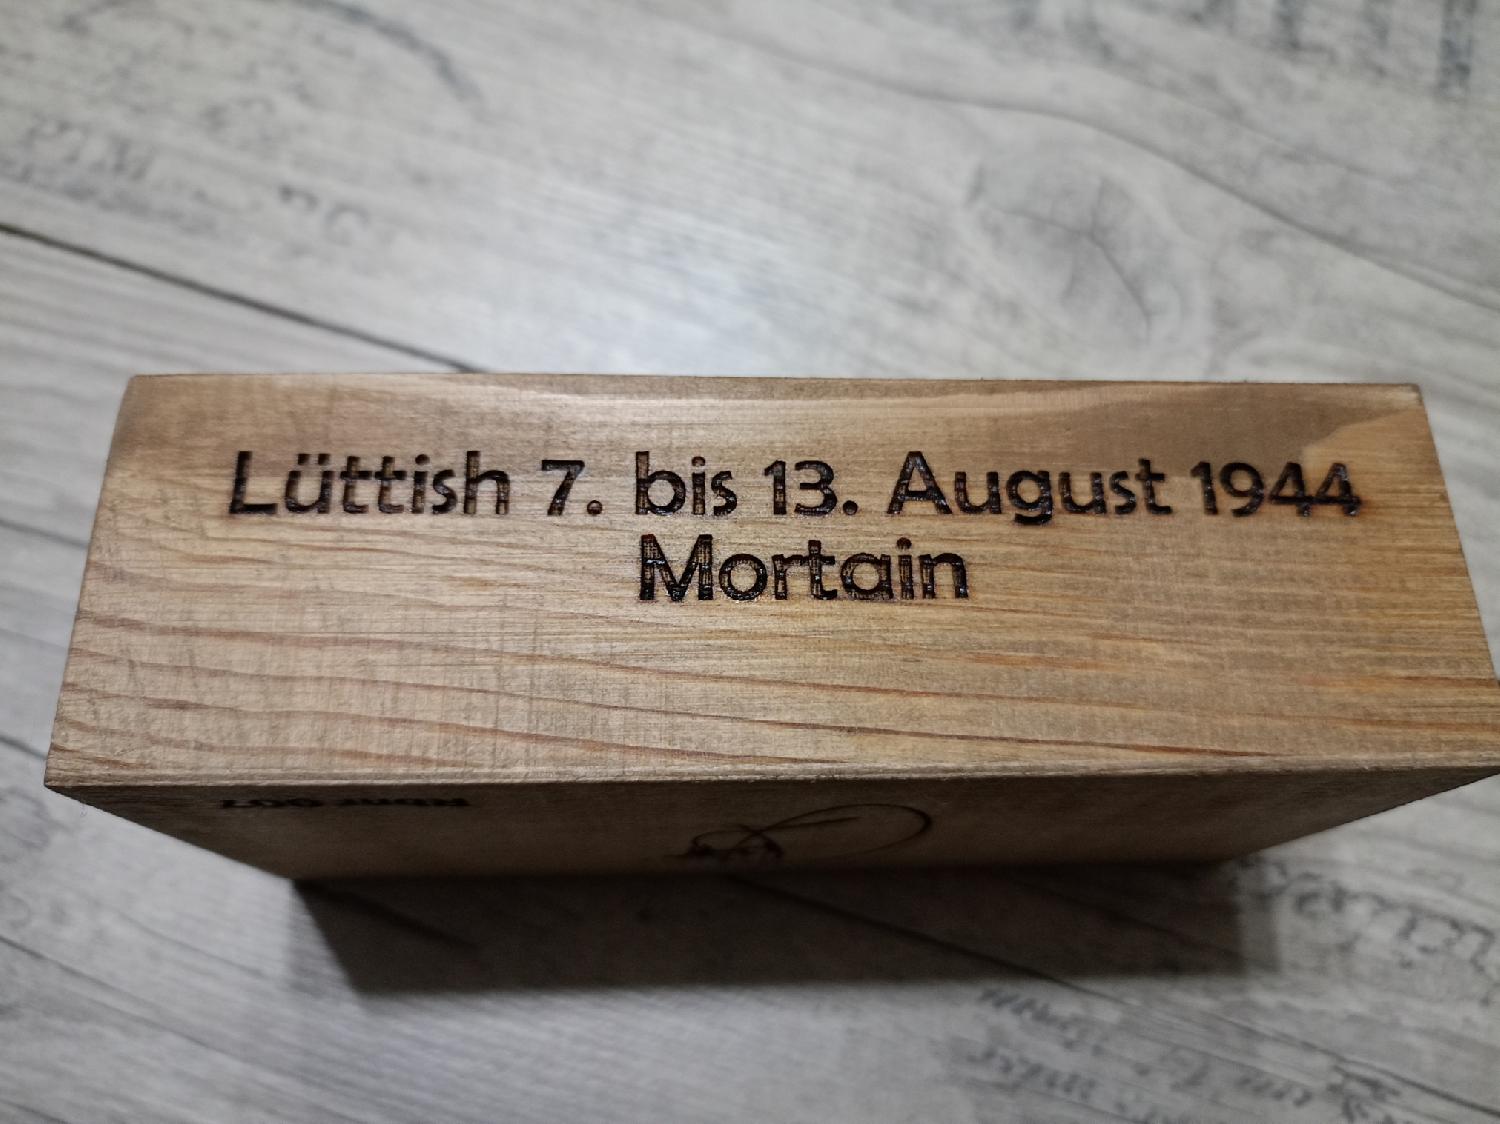 Lüttish 7. bis 13. August 1944
Mortain